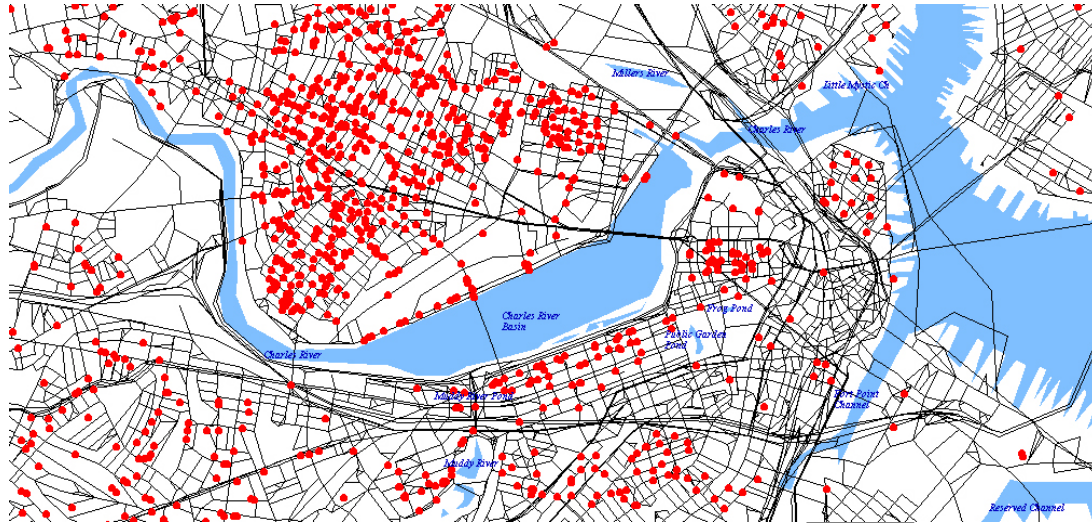 Millers River
Little Mystic Ch
Charles River
Charles River
Basin
Frog Pond
Public Garden
Pond
Charles River
Muddy River Pond
Fort Point
Channel
Muddy River
Reserved Channel